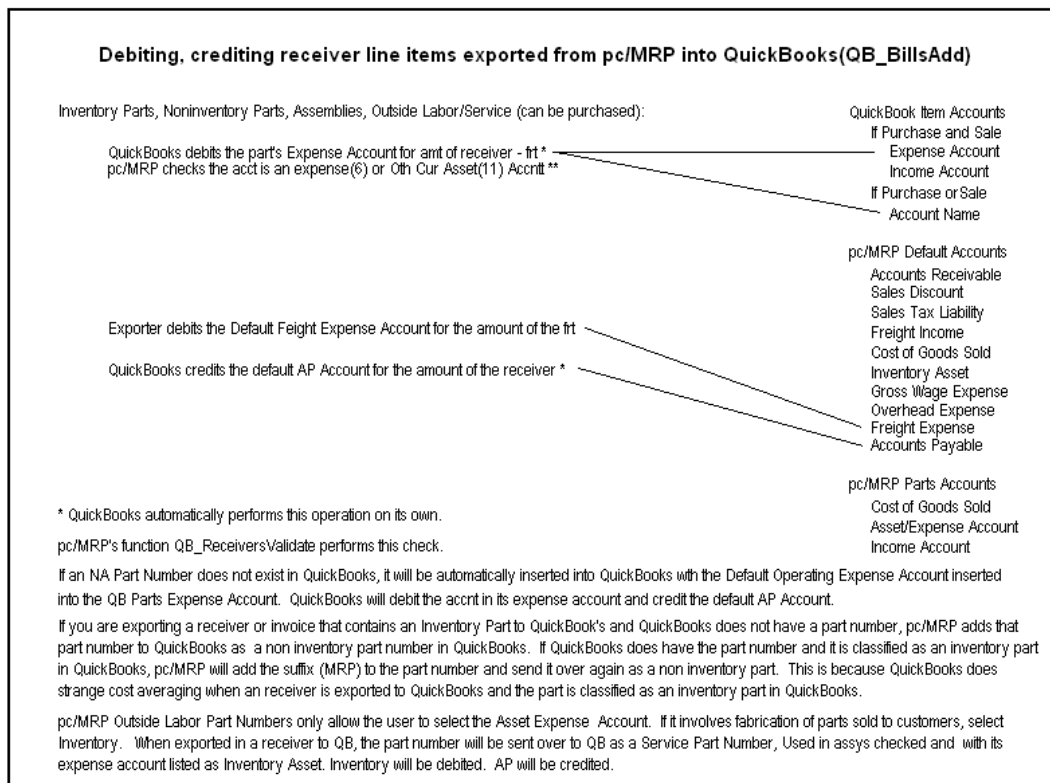 Debiting, crediting receiver line items exported from pc/MRP into QuickBooks(QB_BillsAdd)
Inventory Parts, Noninventory Parts, Assemblies, Outside Labor/Service (can be purchased):
QuickBooks debits the part's Expense Account for amt of receiver - frt *
pc/MRP checks the acct is an expense(6) or Oth Cur Asset(11) Accntt **
QuickBook Item Accounts
If Purchase and Sale
Expense Account
Income Account
If Purchase or Sale
Account Name
pc/MRP Default Accounts
Accounts Receivable
Sales Discount
Sales Tax Liability
Freight Income
Cost of Goods Sold
Inventory Asset
Gross Wage Expense
Overhead Expense
Freight Expense
Accounts Payable
Exporter debits the Default Feight Expense Account for the amount of the frt
QuickBooks credits the default AP Account for the amount of the receiver *
pc/MRP Parts Accounts
Cost of Goods Sold
Asset/Expense Account
Income Account
* QuickBooks automatically performs this operation on its own.
pc/MRP's function QB_ReceiversValidate performs this check.
If an NA Part Number does not exist in QuickBooks, it will be automatically inserted into QuickBooks wth the Default Operating Expense Account inserted
into the QB Parts Expense Account. QuickBooks will debit the accnt in its expense account and credit the default AP Account.
If you are exporting a receiver or invoice that contains an Inventory Part to QuickBook's and QuickBooks does not have a part number, pc/MRP adds that
part number to QuickBooks as a non inventory part number in QuickBooks. If QuickBooks does have the part number and it is classified as an inventory part
in QuickBooks, pc/MRP will add the suffix (MRP) to the part number and send it over again as a non inventory part. This is because QuickBooks does
strange cost averaging when an receiver is exported to QuickBooks and the part is classified as an inventory part in QuickBooks.
pc/MRP Outside Labor Part Numbers only allow the user to select the Asset Expense Account. If it involves fabrication of parts sold to customers, select
Inventory. When exported in a receiver to QB, the part number will be sent over to QB as a Service Part Number, Used in assys checked and with its
expense account listed as Inventory Asset. Inventory will be debited. AP will be credited.